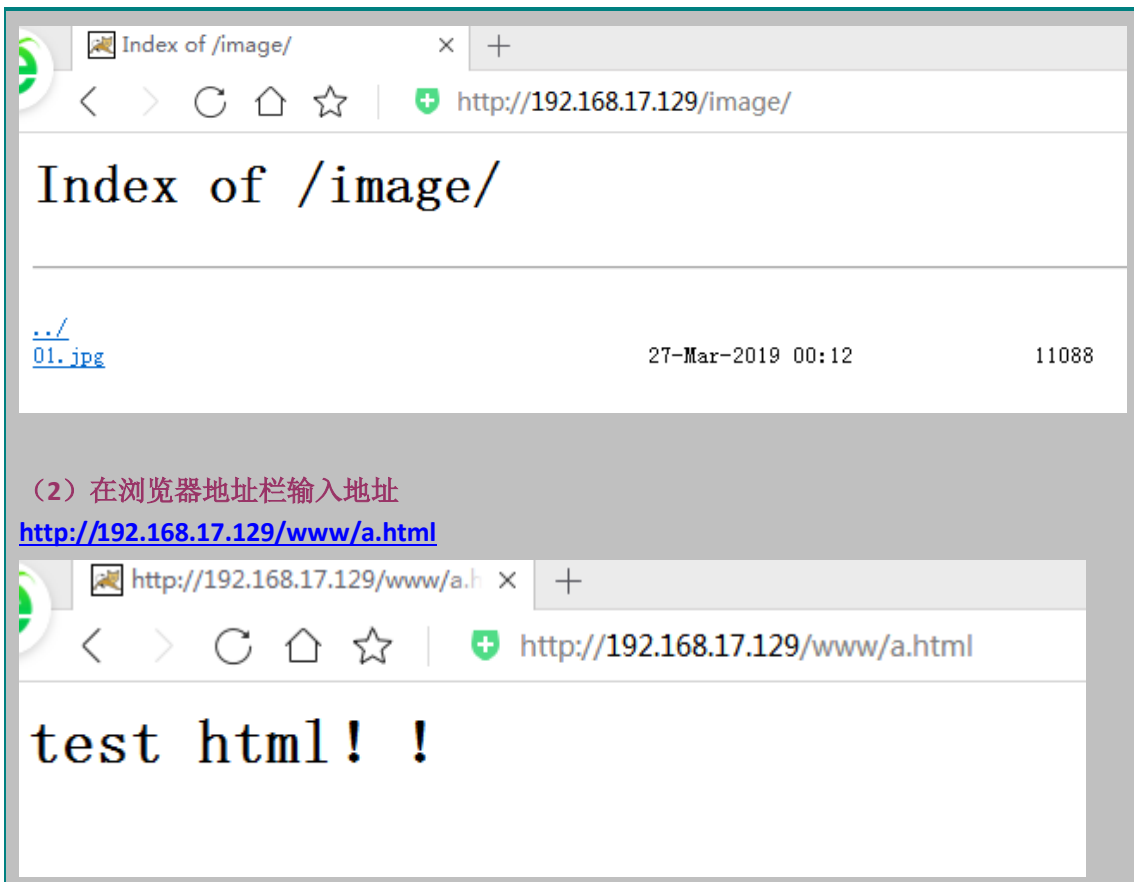 Index of /image/
http://192.168.17.129/image/
Index of /image/
../
01.jpg 27-Mar-2019 00:12 11088
（2）在浏览器地址栏输入地址
http://192.168.17.129/www/a.html
http://192.168.17.129/www/a.h
http://192.168.17.129/www/a.html
test html！！